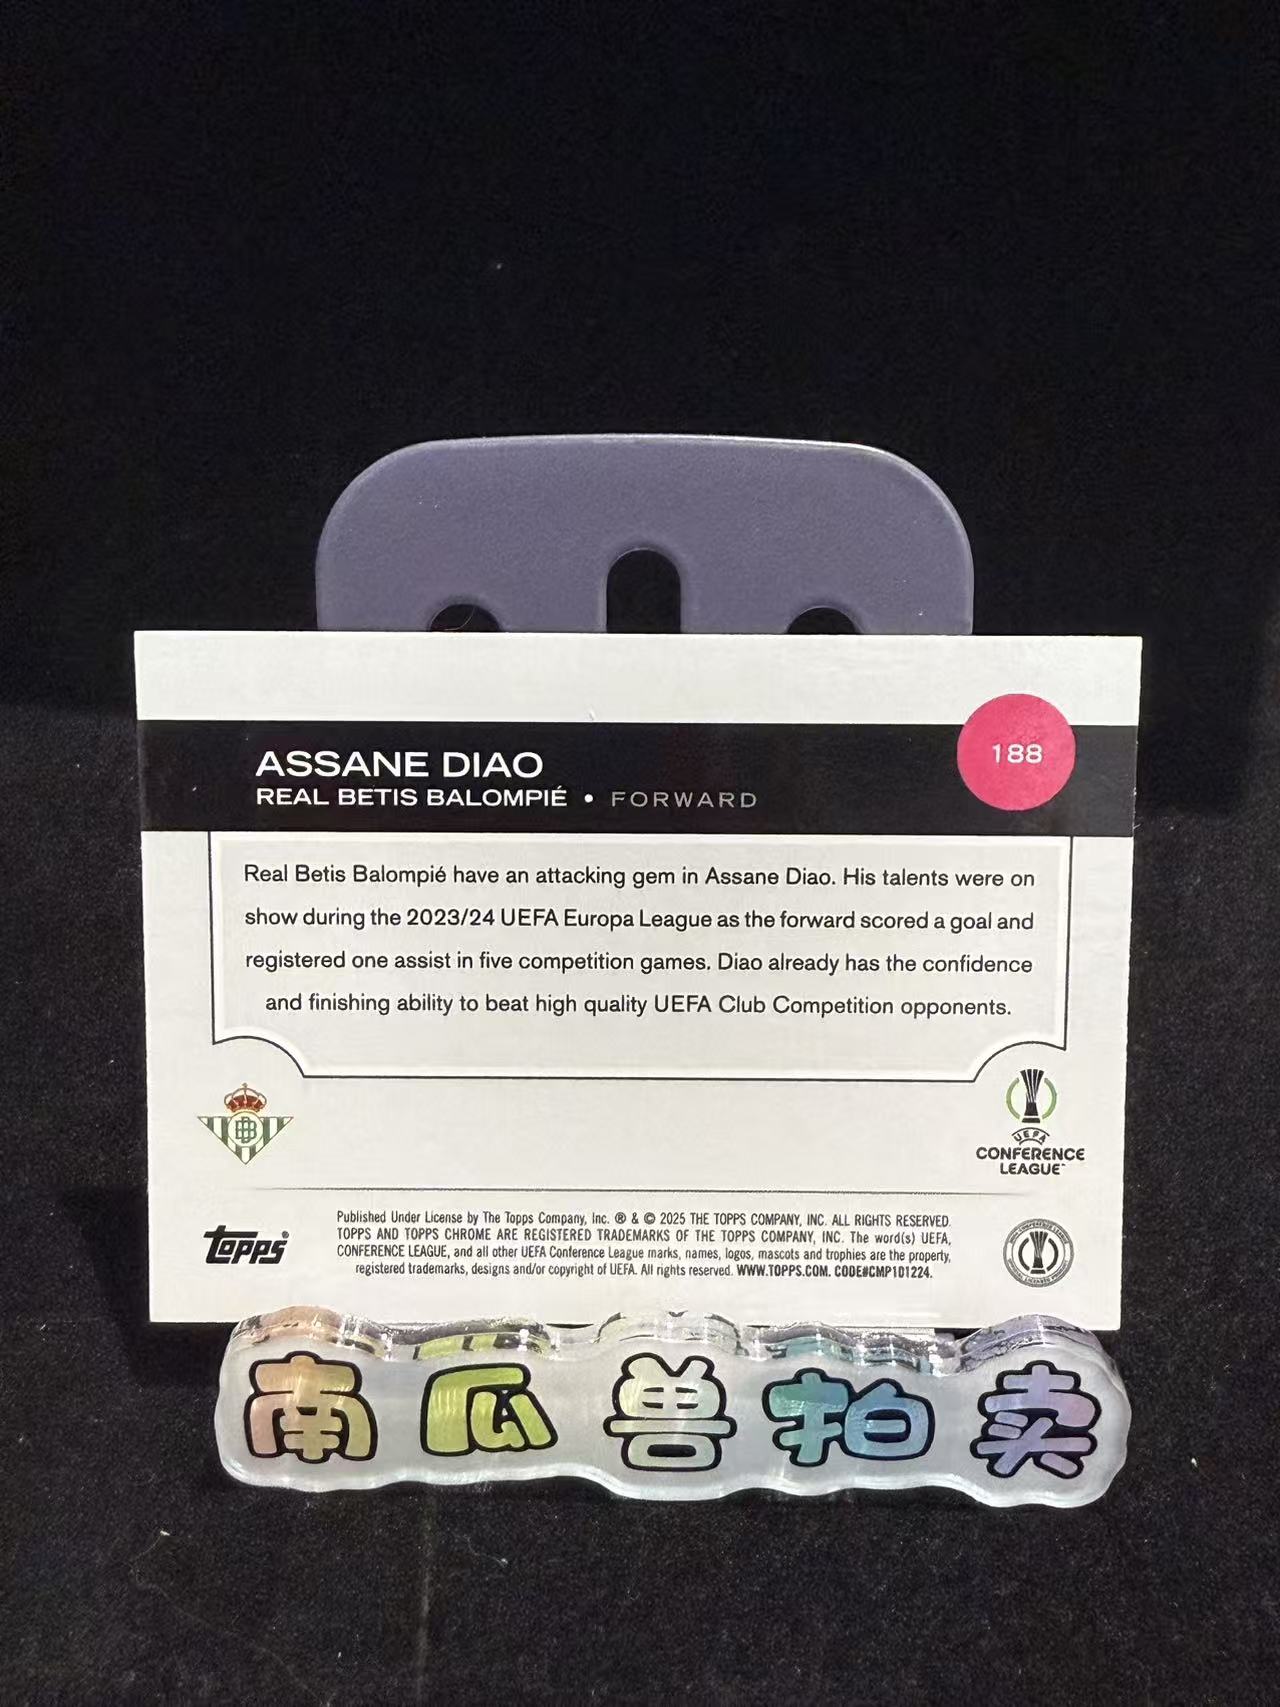 ASSANE DIAO
REAL BETIS BALOMPIÉ • FORWARD
188
Real Betis Balompié have an attacking gem in Assane Diao. His talents were on
show during the 2023/24 UEFA Europa League as the forward scored a goal and
registered one assist in five competition games. Diao already has the confidence
and finishing ability to beat high quality UEFA Club Competition opponents.
UEFA
CONFERENCE
LEAGUE
topps
Published Under License by The Topps Company, Inc. ® & © 2025 THE TOPPS COMPANY, INC. ALL RIGHTS RESERVED.
TOPPS AND TOPPS CHROME ARE REGISTERED TRADEMARKS OF THE TOPPS COMPANY, INC. The word(s) UEFA,
CONFERENCE LEAGUE, and all other UEFA Conference League marks, names, logos, mascots and trophies are the property,
registered trademarks, designs and/or copyright of UEFA. All rights reserved. WWW.TOPPS.COM. CODE#CMP101224.
南瓜兽拍卖